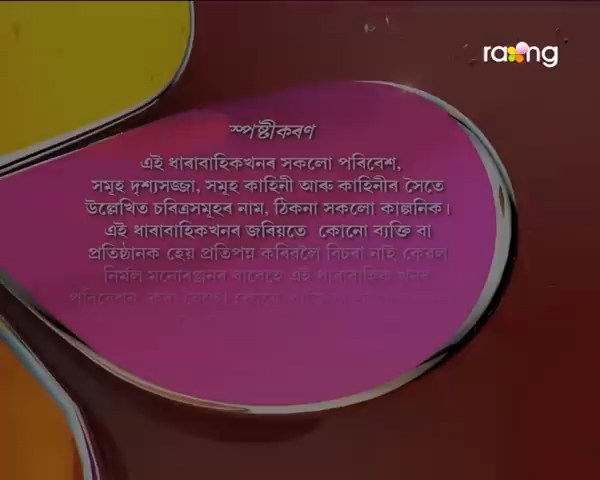 rang
স্পষ্টীকৰণ
এই ধাৰাবাহিকখনৰ সকলো পৰিবেশ,
সমূহ দৃশ্যসজ্জা, সমূহ কাহিনী আৰু কাহিনীৰ সৈতে
উল্লেখিত চৰিত্ৰসমূহৰ নাম, ঠিকনা সকলো কাল্পনিক।
এই ধাৰাবাহিকখনৰ জৰিয়তে কোনো ব্যক্তি বা
প্ৰতিষ্ঠানক হেয় প্ৰতিপন্ন কৰিবলৈ বিচৰা নাই কেৱল
নিৰ্মল মনোৰঞ্জনৰ বাবেহে এই ধাৰাবাহিক খনৰ